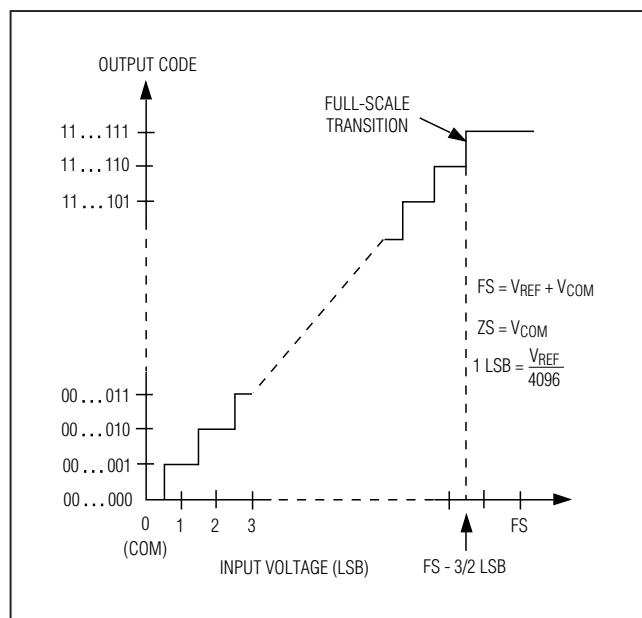 OUTPUT CODE
FULL-SCALE
TRANSITION
11...111
11...110
11...101
FS = VREF + VCOM
ZS = VCOM
1 LSB = VREF
4096
00...011
00...010
00...001
00...000
0 1 2 3 FS
(COM)
INPUT VOLTAGE (LSB) FS - 3/2 LSB